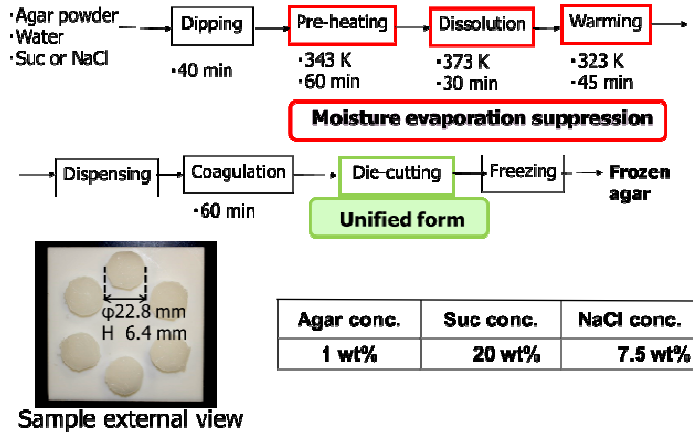 ・Agar powder
・Water
・Suc or NaCl
Dipping
・40 min
Pre-heating
・343 K
・60 min
Dissolution
・373 K
・30 min
Warming
・323 K
・45 min
Moisture evaporation suppression
Dispensing
Coagulation
・60 min
Die-cutting
Unified form
Freezing
Frozen
agar
φ22.8 mm
H 6.4 mm
Sample external view
Agar conc. Suc conc. NaCl conc.
1 wt% 20 wt% 7.5 wt%